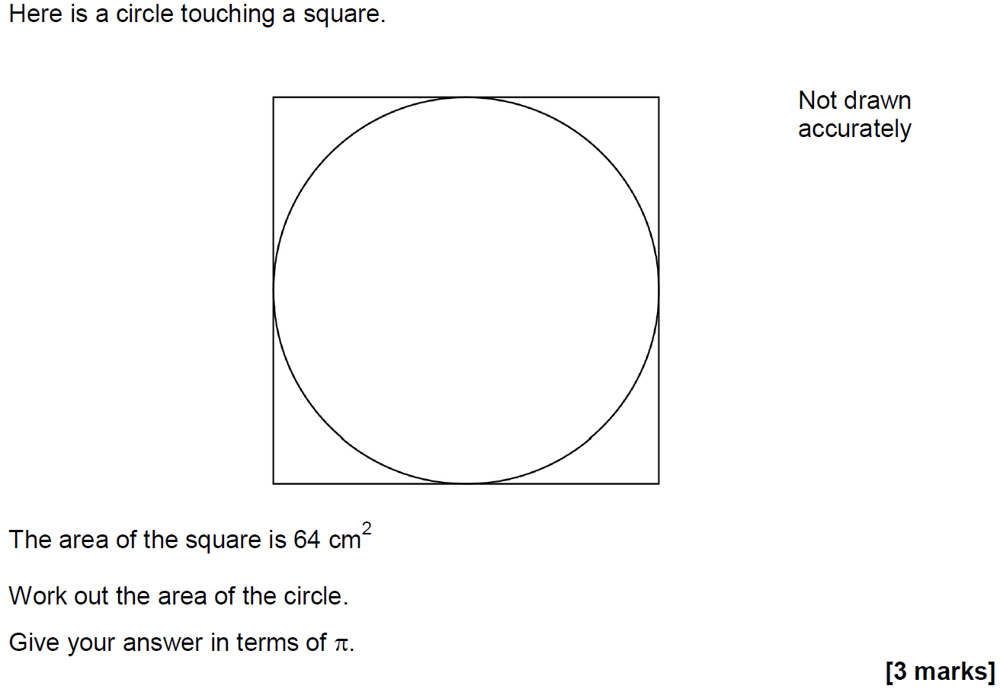 Here is a circle touching a square.
Not drawn
accurately
The area of the square is 64 cm²
Work out the area of the circle.
Give your answer in terms of π.
[3 marks]